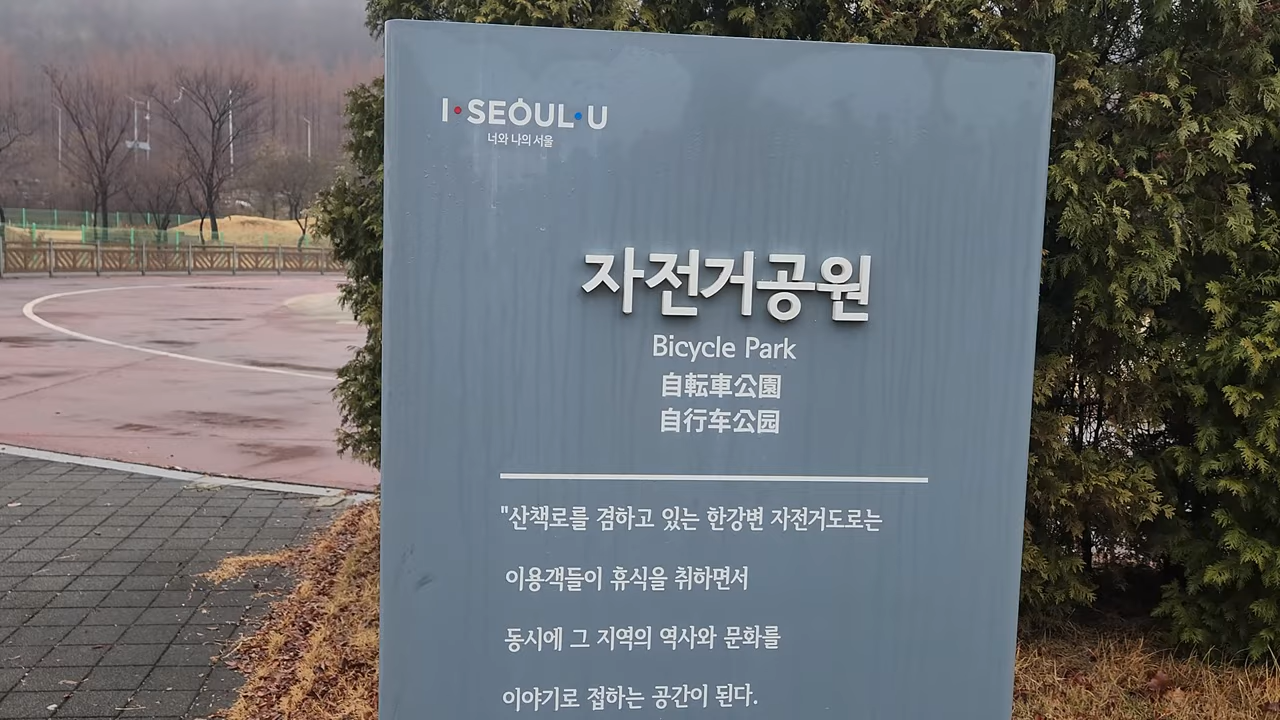 I·SEOUL·U
너와 나의 서울
자전거공원
Bicycle Park
自転車公園
自行车公园
"산책로를 겸하고 있는 한강변 자전거도로는
이용객들이 휴식을 취하면서
동시에 그 지역의 역사와 문화를
이야기로 접하는 공간이 된다.